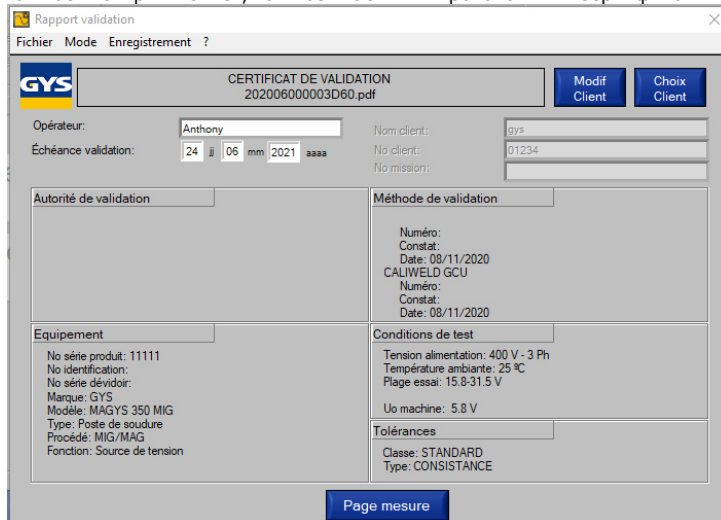 Rapport validation
Fichier Mode Enregistrement ?
GYS
CERTIFICAT DE VALIDATION
202006000003D60.pdf
Modif
Client
Choix
Client
Opérateur: Anthony
Échéance validation: 24 jj 06 mm 2021 aaaa
Nom client: gys
No client: 01234
No mission:
Autorité de validation
Méthode de validation
Numéro:
Constat:
Date: 08/11/2020
CALIWELD GCU
Numéro:
Constat:
Date: 08/11/2020
Equipement
No série produit: 11111
No identification:
No série dévidoir:
Marque: GYS
Modèle: MAGYS 350 MIG
Type: Poste de soudure
Procédé: MIG/MAG
Fonction: Source de tension
Conditions de test
Tension alimentation: 400 V - 3 Ph
Température ambiante: 25 ºC
Plage essai: 15.8-31.5 V
Uo machine: 5.8 V
Tolérances
Classe: STANDARD
Type: CONSISTANCE
Page mesure